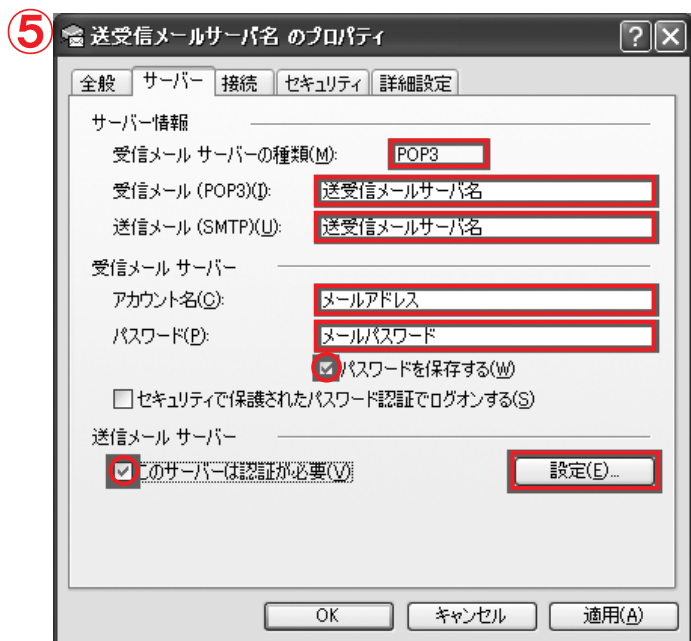 ⑤
送受信メールサーバ名 のプロパティ
全般 サーバー 接続 セキュリティ 詳細設定
サーバー情報
受信メール サーバーの種類(M): POP3
受信メール (POP3)(I): 送受信メールサーバ名
送信メール (SMTP)(U): 送受信メールサーバ名
受信メール サーバー
アカウント名(C): メールアドレス
パスワード(P): メールパスワード
パスワードを保存する(W)
セキュリティで保護されたパスワード認証でログオンする(S)
送信メール サーバー
このサーバーは認証が必要(V) 設定(E)...
OK キャンセル 適用(A)